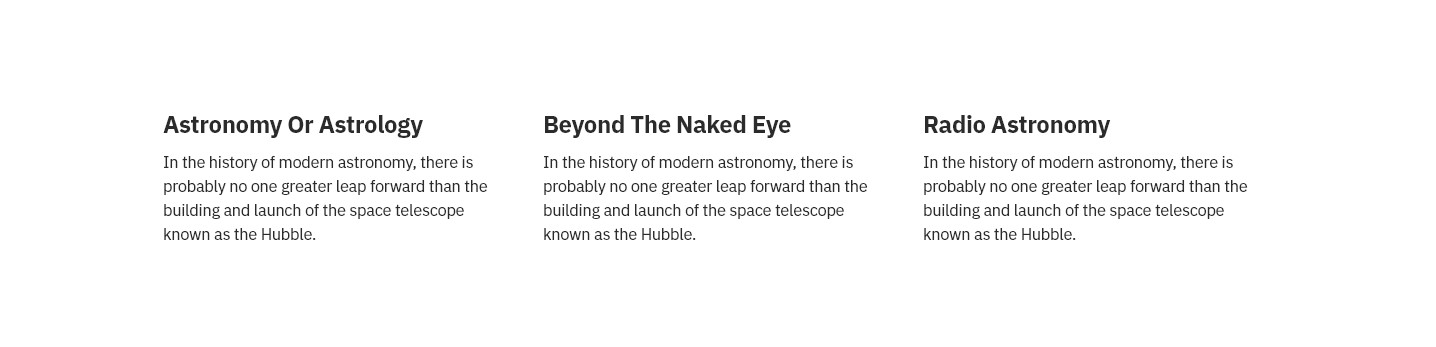 Astronomy Or Astrology
In the history of modern astronomy, there is
probably no one greater leap forward than the
building and launch of the space telescope
known as the Hubble.
Beyond The Naked Eye
In the history of modern astronomy, there is
probably no one greater leap forward than the
building and launch of the space telescope
known as the Hubble.
Radio Astronomy
In the history of modern astronomy, there is
probably no one greater leap forward than the
building and launch of the space telescope
known as the Hubble.